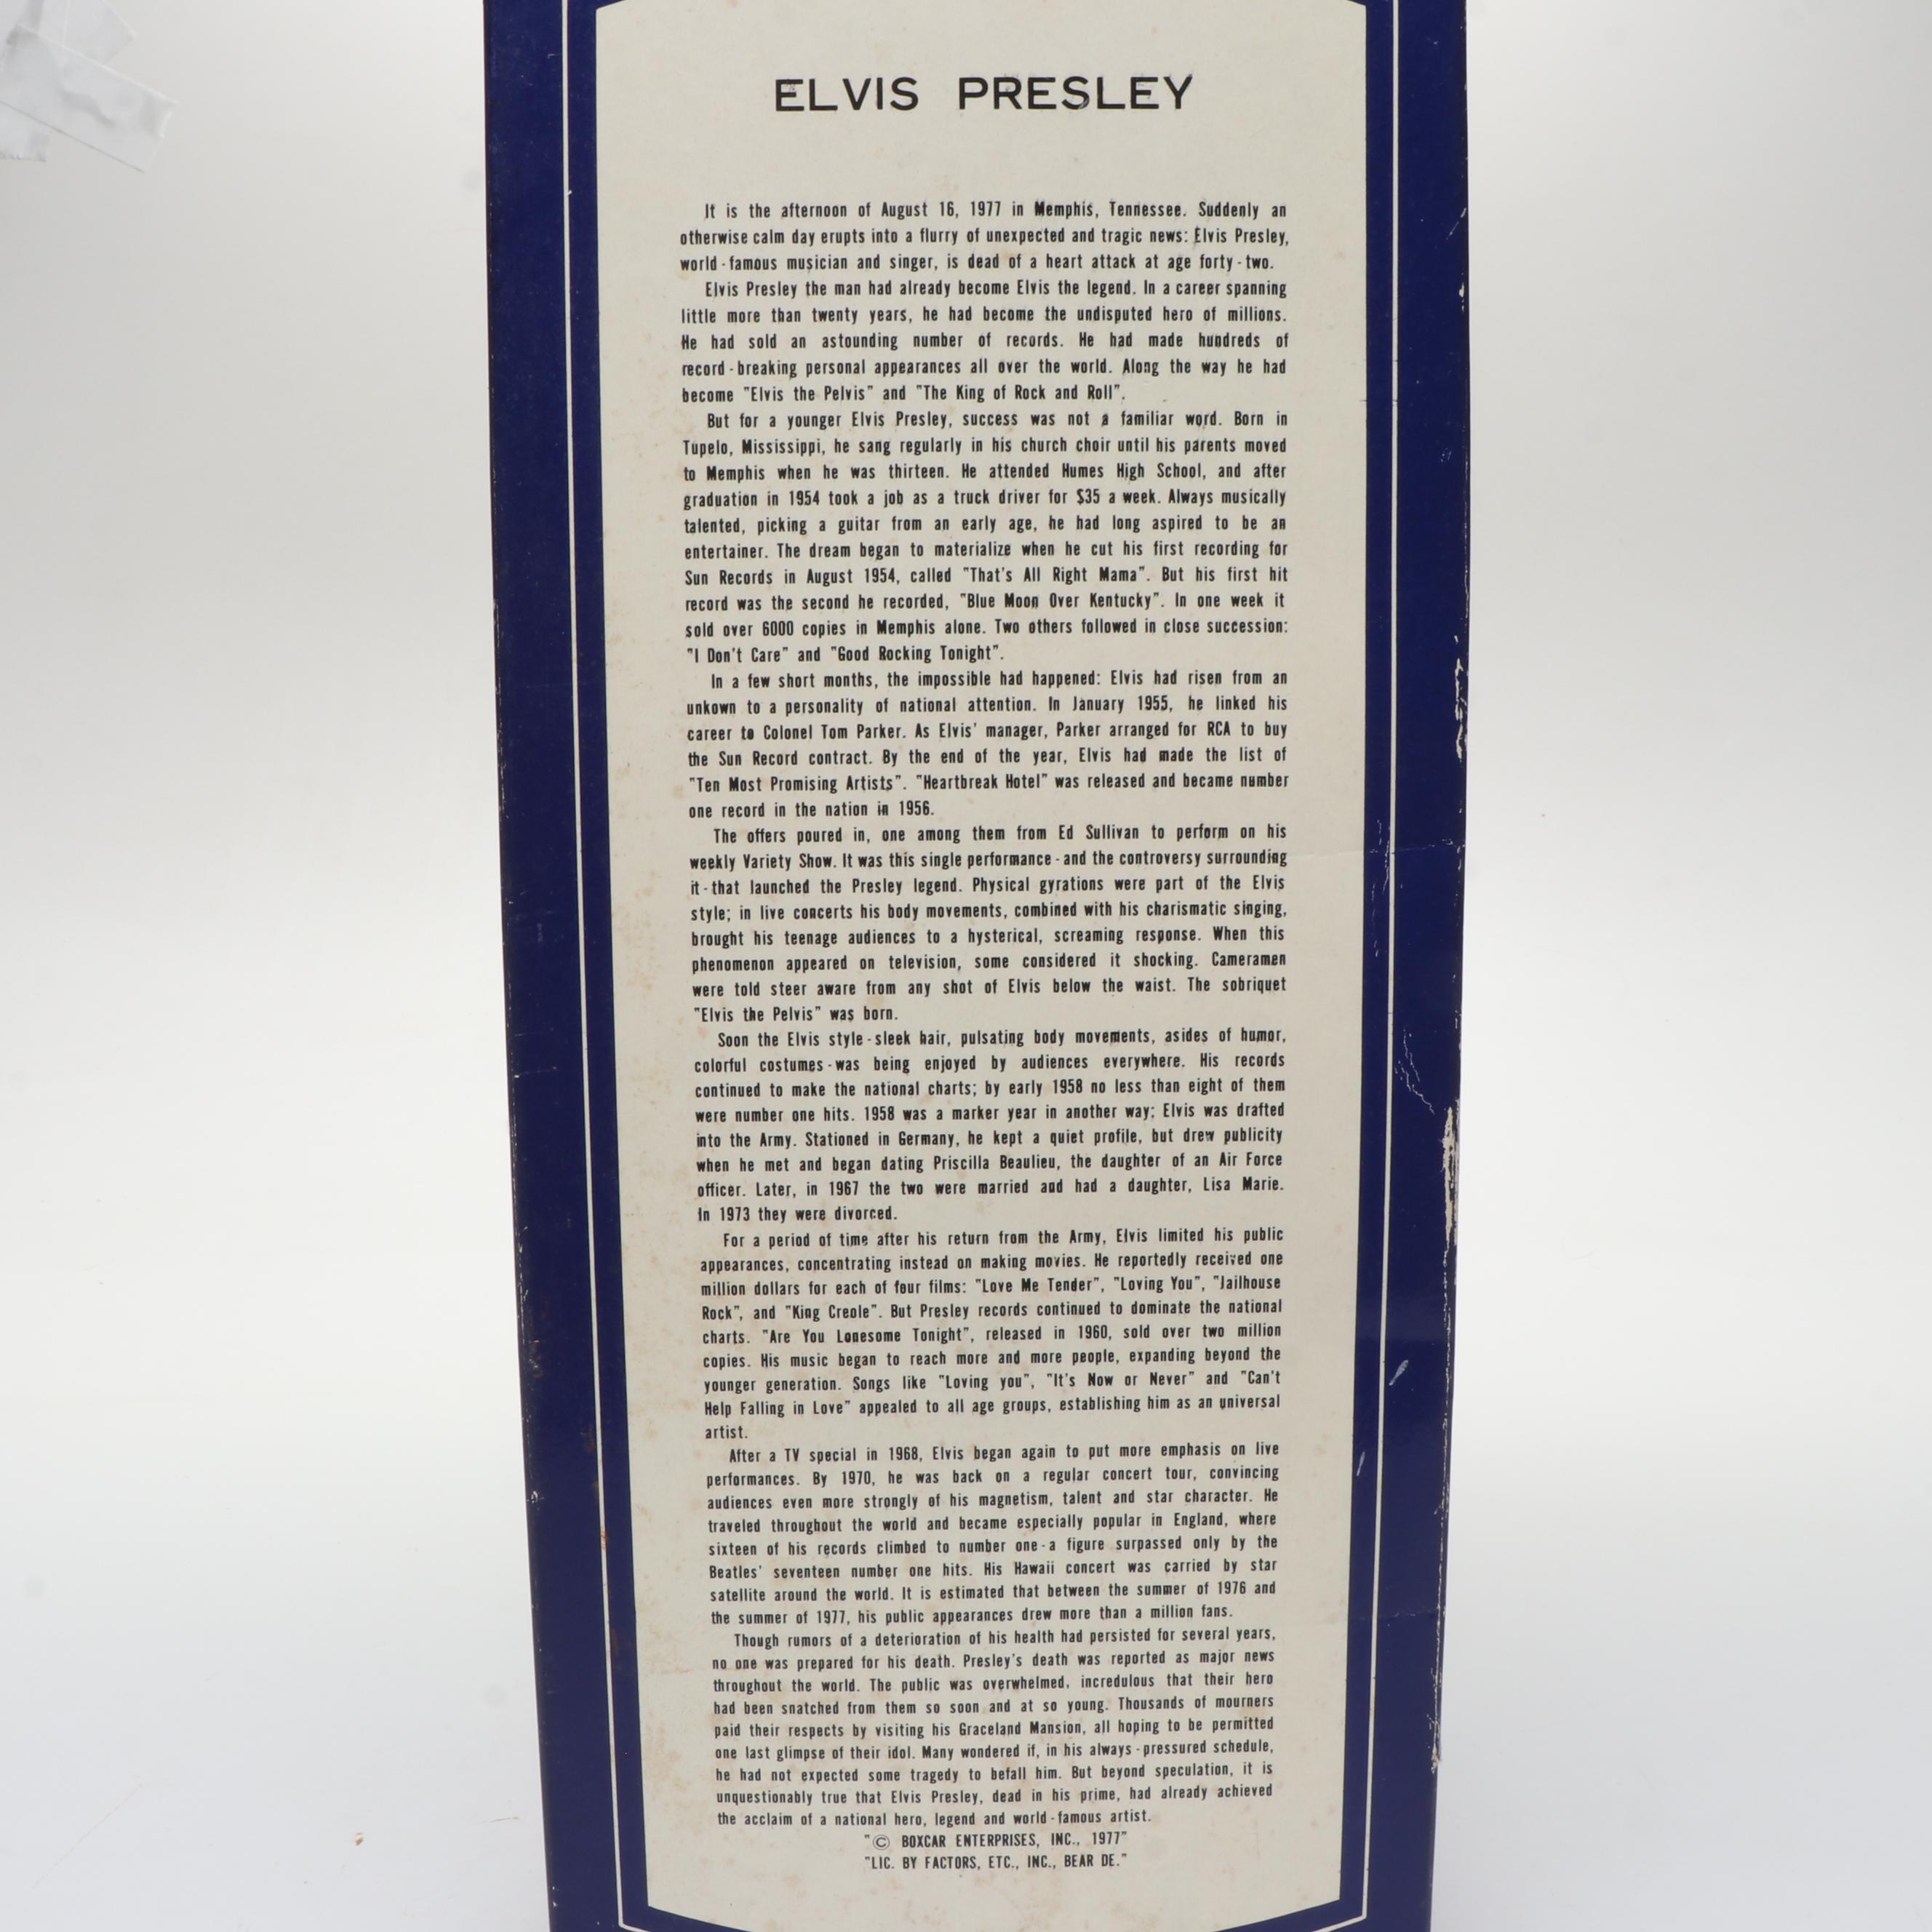 ELVIS PRESLEY
It is the afternoon of August 16, 1977 in Memphis, Tennessee. Suddenly an
otherwise calm day erupts into a flurry of unexpected and tragic news: Elvis Presley,
world-famous musician and singer, is dead of a heart attack at age forty-two.
Elvis Presley the man had already become Elvis the legend. In a career spanning
little more than twenty years, he had become the undisputed hero of millions.
He had sold an astounding number of records. He had made hundreds of
record-breaking personal appearances all over the world. Along the way he had
become "Elvis the Pelvis" and "The King of Rock and Roll".
But for a younger Elvis Presley, success was not a familiar word. Born in
Tupelo, Mississippi, he sang regularly in his church choir until his parents moved
to Memphis when he was thirteen. He attended Humes High School, and after
graduation in 1954 took a job as a truck driver for $35 a week. Always musically
talented, picking a guitar from an early age, he had long aspired to be an
entertainer. The dream began to materialize when he cut his first recording for
Sun Records in August 1954, called "That's All Right Mama". But his first hit
record was the second he recorded, "Blue Moon Over Kentucky". In one week it
sold over 6000 copies in Memphis alone. Two others followed in close succession:
"I Don't Care" and "Good Rocking Tonight".
In a few short months, the impossible had happened: Elvis had risen from an
unkown to a personality of national attention. In January 1955, he linked his
career to Colonel Tom Parker. As Elvis' manager, Parker arranged for RCA to buy
the Sun Record contract. By the end of the year, Elvis had made the list of
"Ten Most Promising Artists". "Heartbreak Hotel" was released and became number
one record in the nation in 1956.
The offers poured in, one among them from Ed Sullivan to perform on his
weekly Variety Show. It was this single performance-and the controversy surrounding
it-that launched the Presley legend. Physical gyrations were part of the Elvis
style; in live concerts his body movements, combined with his charismatic singing,
brought his teenage audiences to a hysterical, screaming response. When this
phenomenon appeared on television, some considered it shocking. Cameramen
were told steer aware from any shot of Elvis below the waist. The sobriquet
"Elvis the Pelvis" was born.
Soon the Elvis style-sleek hair, pulsating body movements, asides of humor,
colorful costumes-was being enjoyed by audiences everywhere. His records
continued to make the national charts; by early 1958 no less than eight of them
were number one hits. 1958 was a marker year in another way: Elvis was drafted
into the Army. Stationed in Germany, he kept a quiet profile, but drew publicity
when he met and began dating Priscilla Beaulieu, the daughter of an Air Force
officer. Later, in 1967 the two were married and had a daughter, Lisa Marie.
In 1973 they were divorced.
For a period of time after his return from the Army, Elvis limited his public
appearances, concentrating instead on making movies. He reportedly received one
million dollars for each of four films: "Love Me Tender", "Loving You", "Jailhouse
Rock", and "King Creole". But Presley records continued to dominate the national
charts. "Are You Lonesome Tonight", released in 1960, sold over two million
copies. His music began to reach more and more people, expanding beyond the
younger generation. Songs like "Loving you", "It's Now or Never" and "Can't
Help Falling in Love" appealed to all age groups, establishing him as an universal
artist.
After a TV special in 1968, Elvis began again to put more emphasis on live
performances. By 1970, he was back on a regular concert tour, convincing
audiences even more strongly of his magnetism, talent and star character. He
traveled throughout the world and became especially popular in England, where
sixteen of his records climbed to number one-a figure surpassed only by the
Beatles' seventeen number one hits. His Hawaii concert was carried by star
satellite around the world. It is estimated that between the summer of 1976 and
the summer of 1977, his public appearances drew more than a million fans.
Though rumors of a deterioration of his health had persisted for several years,
no one was prepared for his death. Presley's death was reported as major news
throughout the world. The public was overwhelmed, incredulous that their hero
had been snatched from them so soon and at so young. Thousands of mourners
paid their respects by visiting his Graceland Mansion, all hoping to be permitted
one last glimpse of their idol. Many wondered if, in his always-pressured schedule,
he had not expected some tragedy to befall him. But beyond speculation, it is
unquestionably true that Elvis Presley, dead in his prime, had already achieved
the acclaim of a national hero, legend and world-famous artist.
"© BOXCAR ENTERPRISES, INC., 1977"
"LIC. BY FACTORS, ETC., INC., BEAR DE."